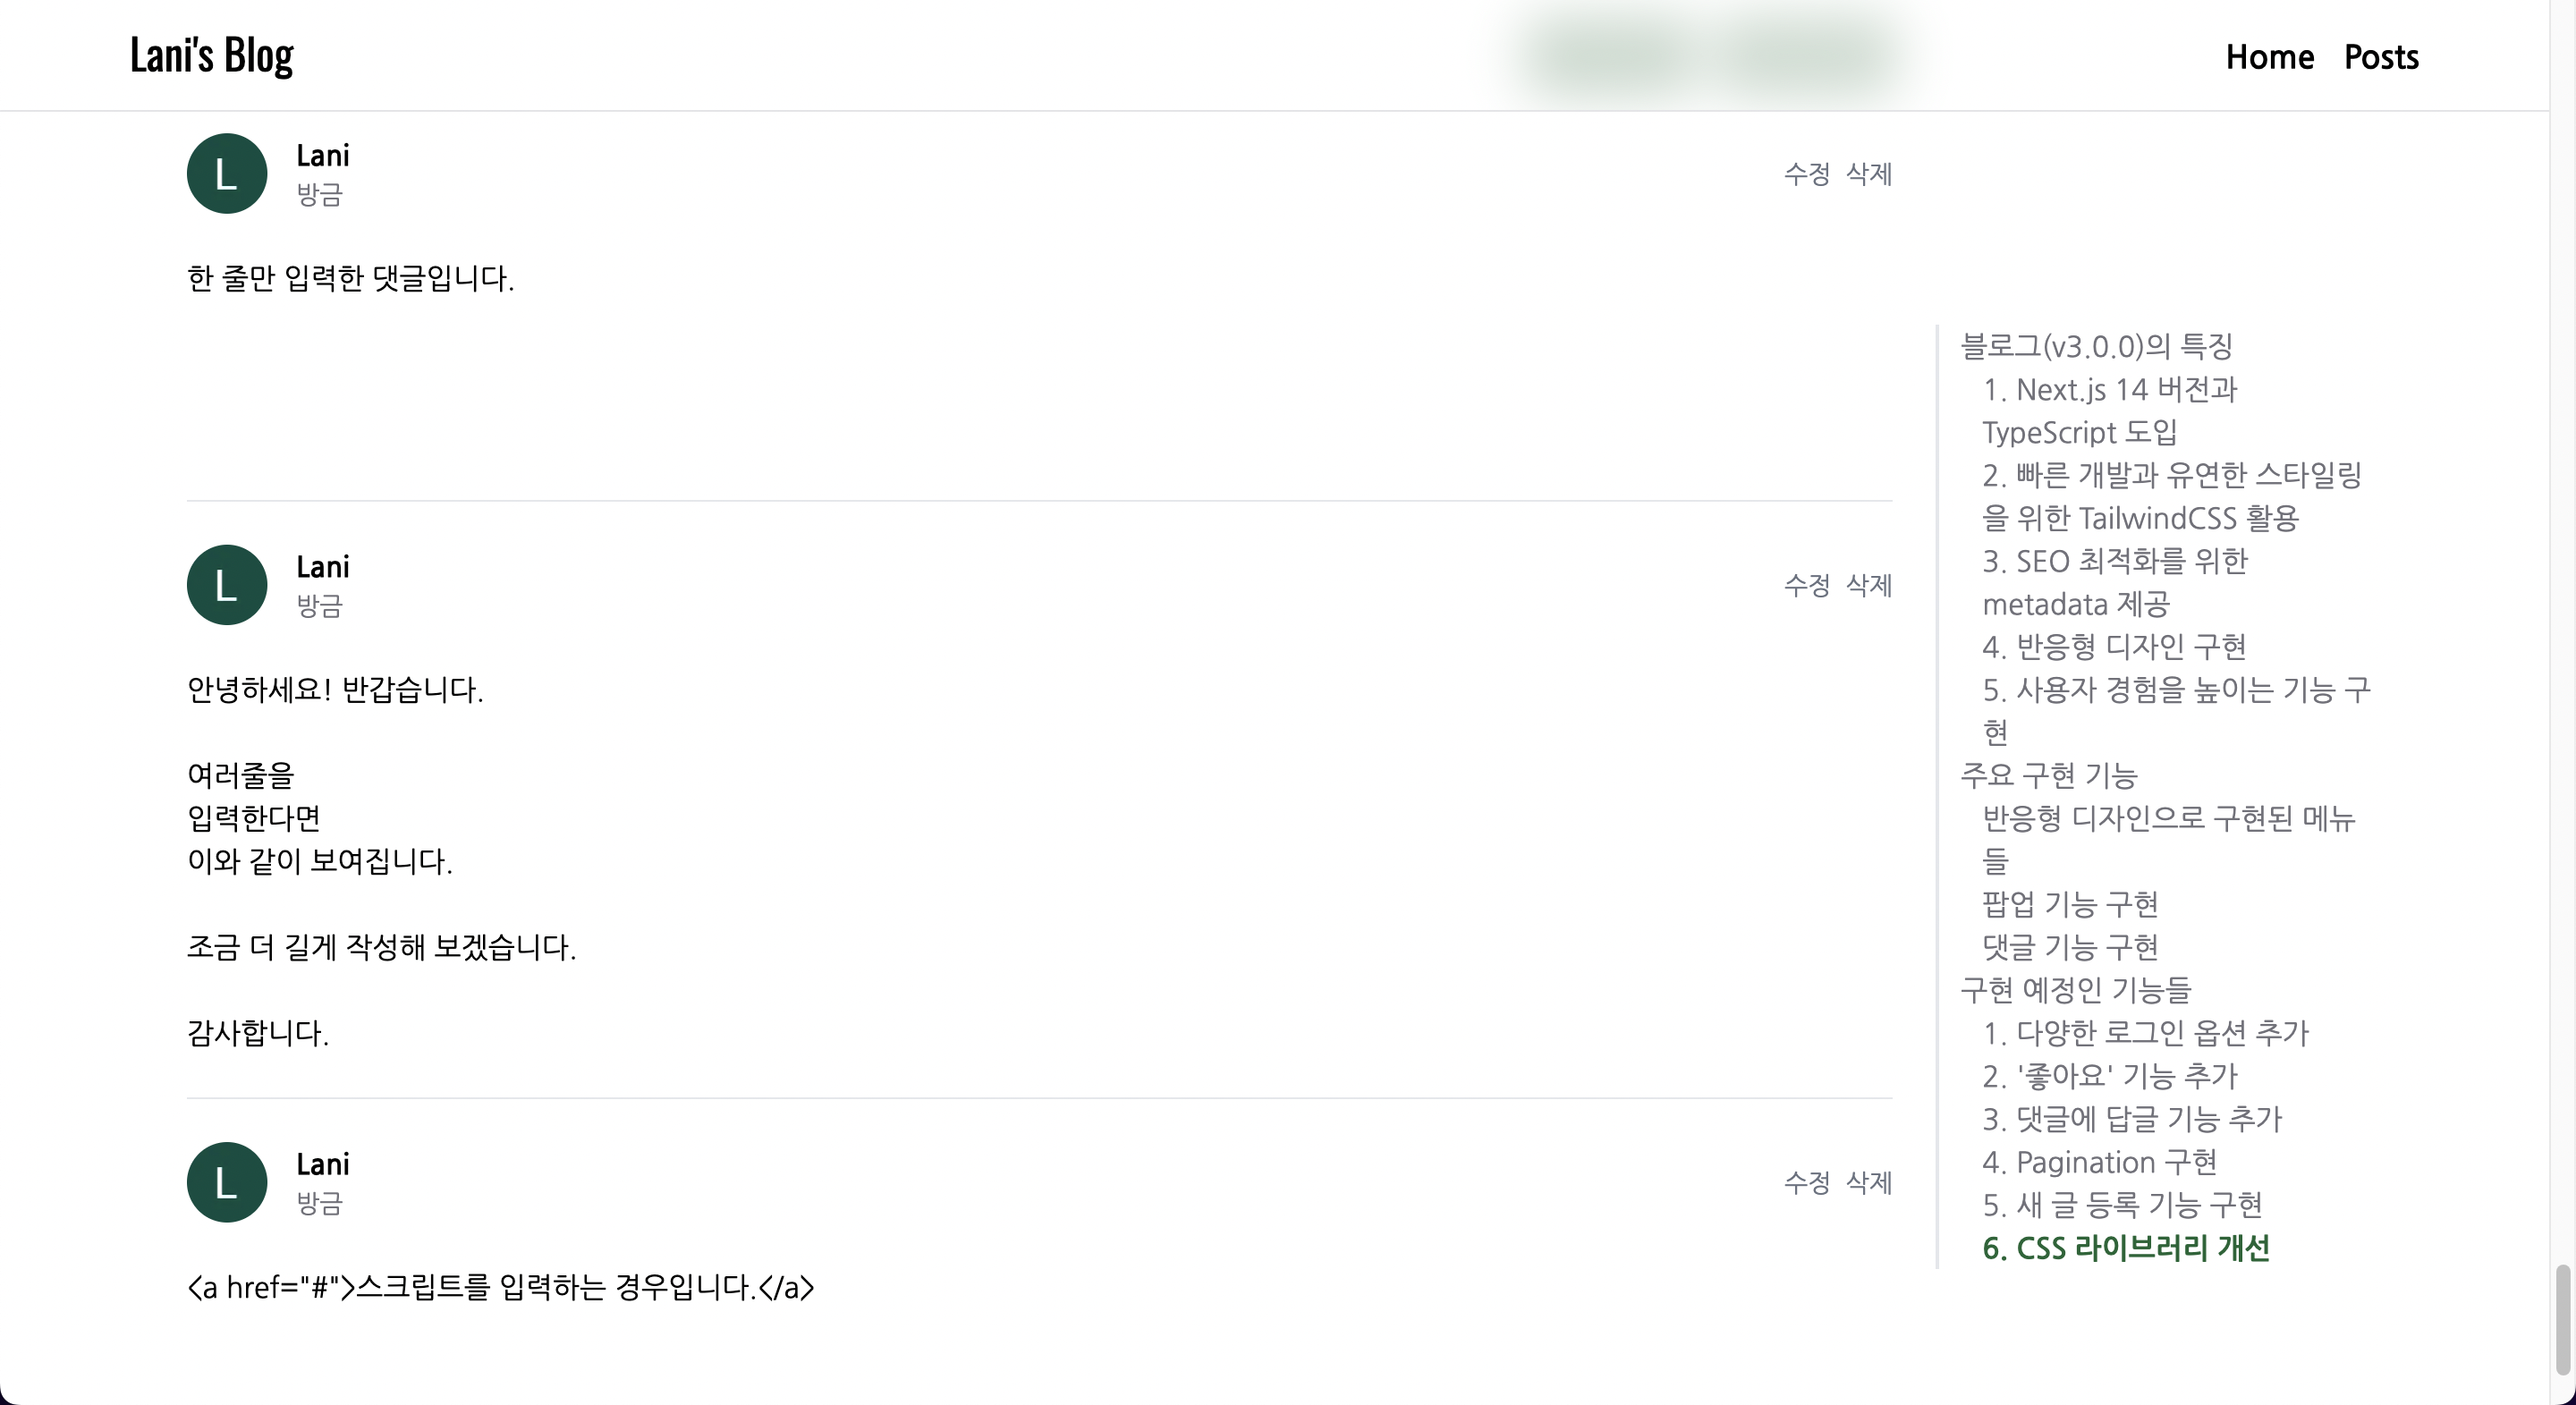 Lani's Blog
Home Posts
L
Lani
방금
수정 삭제
한 줄만 입력한 댓글입니다.
L
Lani
방금
수정 삭제
안녕하세요! 반갑습니다.
여러줄을
입력한다면
이와 같이 보여집니다.
조금 더 길게 작성해 보겠습니다.
감사합니다.
L
Lani
방금
수정 삭제
<a href="#">스크립트를 입력하는 경우입니다.</a>
블로그(v3.0.0)의 특징
1. Next.js 14 버전과
TypeScript 도입
2. 빠른 개발과 유연한 스타일링
을 위한 TailwindCSS 활용
3. SEO 최적화를 위한
metadata 제공
4. 반응형 디자인 구현
5. 사용자 경험을 높이는 기능 구
현
주요 구현 기능
반응형 디자인으로 구현된 메뉴
들
팝업 기능 구현
댓글 기능 구현
구현 예정인 기능들
1. 다양한 로그인 옵션 추가
2. '좋아요' 기능 추가
3. 댓글에 답글 기능 추가
4. Pagination 구현
5. 새 글 등록 기능 구현
6. CSS 라이브러리 개선